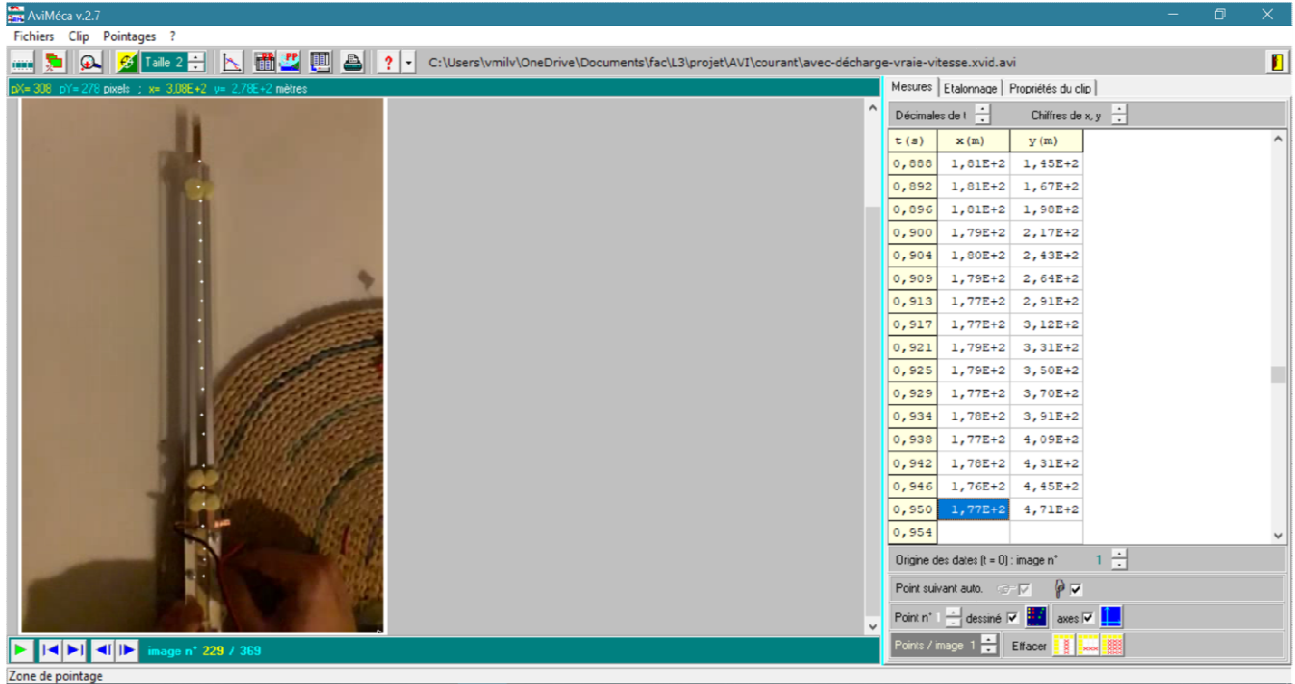 AviMéca v.2.7
Fichiers Clip Pointages ?
Taille 2 ? C:\Users\vmilv\OneDrive\Documents\fac\L3\projet\AVI\courant\avec-décharge-vraie-vitesse.xvid.avi
pX= 308 pY= 278 pixels ; x= 3,08E+2 y= 2,78E+2 mètres
Mesures Etalonnage Propriétés du clip
Décimales de t Chiffres de x, y
t (s) x (m) y (m)
0,888 1,81E+2 1,45E+2
0,892 1,81E+2 1,67E+2
0,896 1,81E+2 1,90E+2
0,900 1,79E+2 2,17E+2
0,904 1,80E+2 2,43E+2
0,909 1,79E+2 2,64E+2
0,913 1,77E+2 2,91E+2
0,917 1,77E+2 3,12E+2
0,921 1,79E+2 3,31E+2
0,925 1,79E+2 3,50E+2
0,929 1,77E+2 3,70E+2
0,934 1,78E+2 3,91E+2
0,938 1,77E+2 4,09E+2
0,942 1,78E+2 4,31E+2
0,946 1,76E+2 4,45E+2
0,950 1,77E+2 4,71E+2
0,954
Origine des dates (t = 0) : image n° 1
Point suivant auto.
Point n° 1 dessiné axes
Points / image 1 Effacer
image n° 229 / 369
Zone de pointage